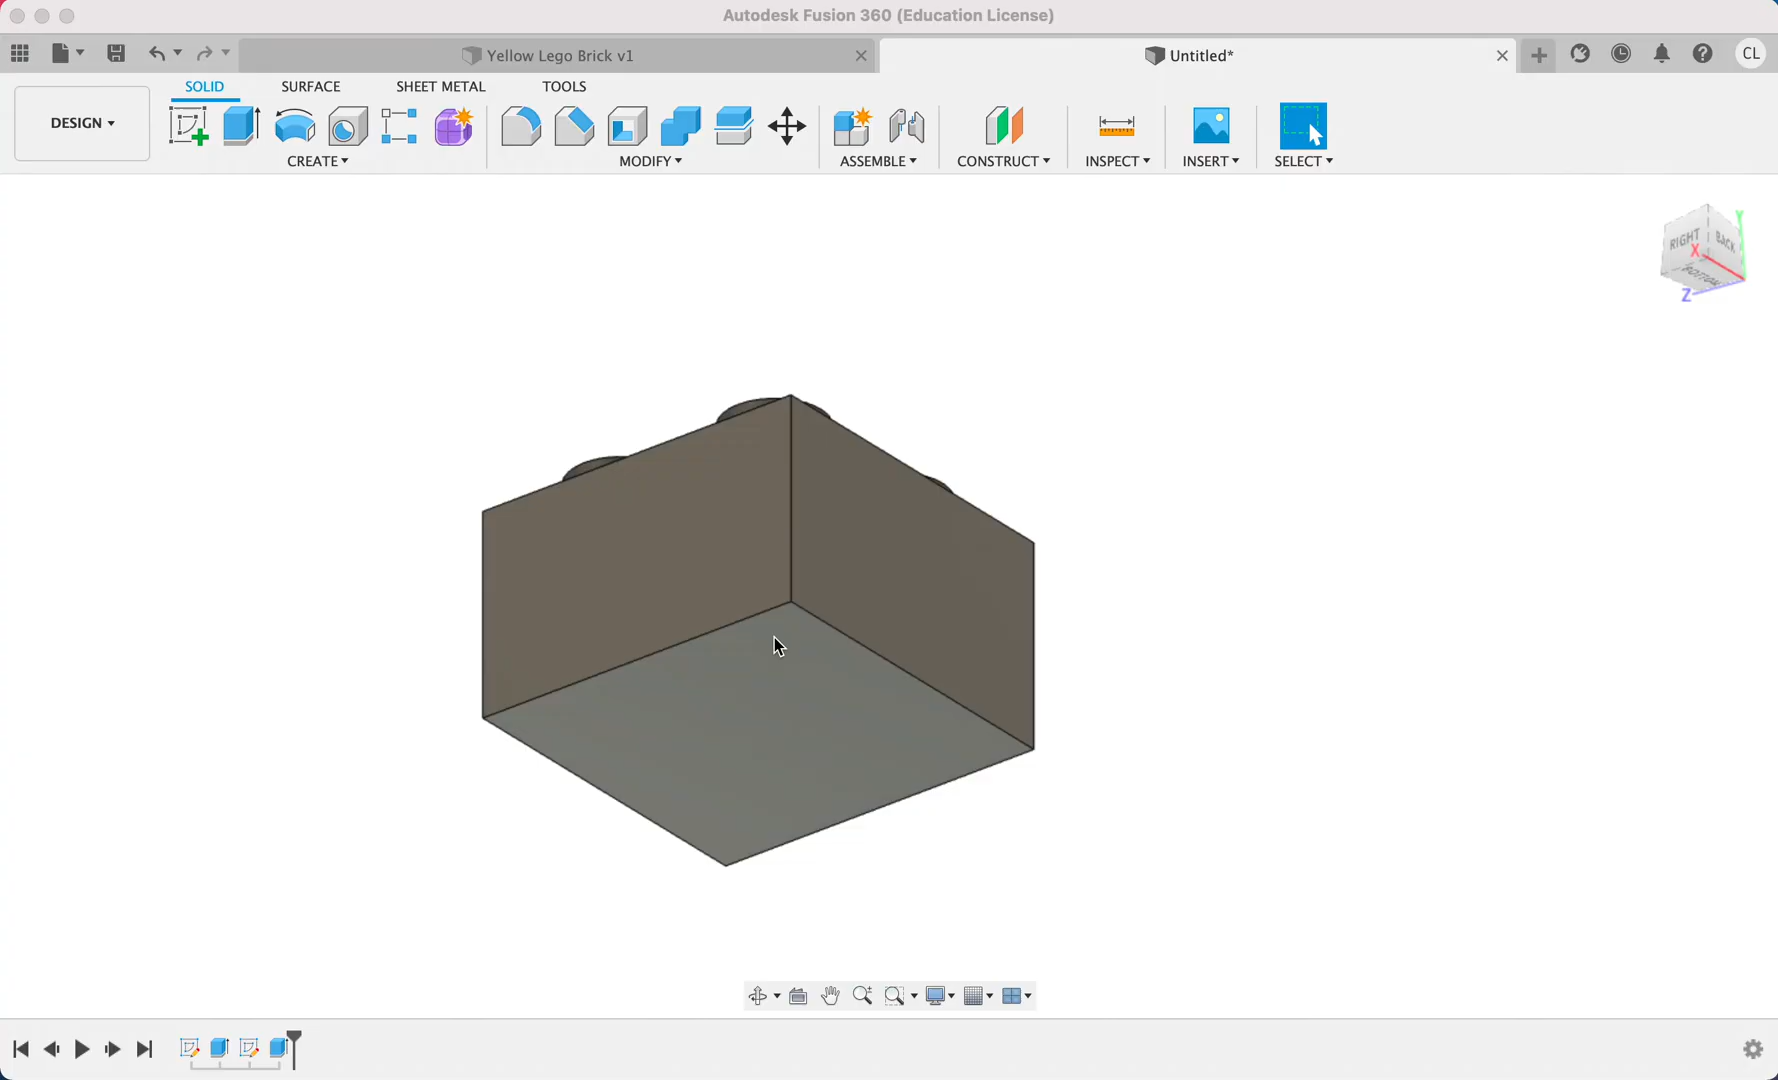 Autodesk Fusion 360 (Education License)
Yellow Lego Brick v1
Untitled*
CL
SOLID
SURFACE
SHEET METAL
TOOLS
DESIGN
CREATE
MODIFY
ASSEMBLE
CONSTRUCT
INSPECT
INSERT
SELECT
RIGHT
BACK
BOTTOM
X
Y
Z